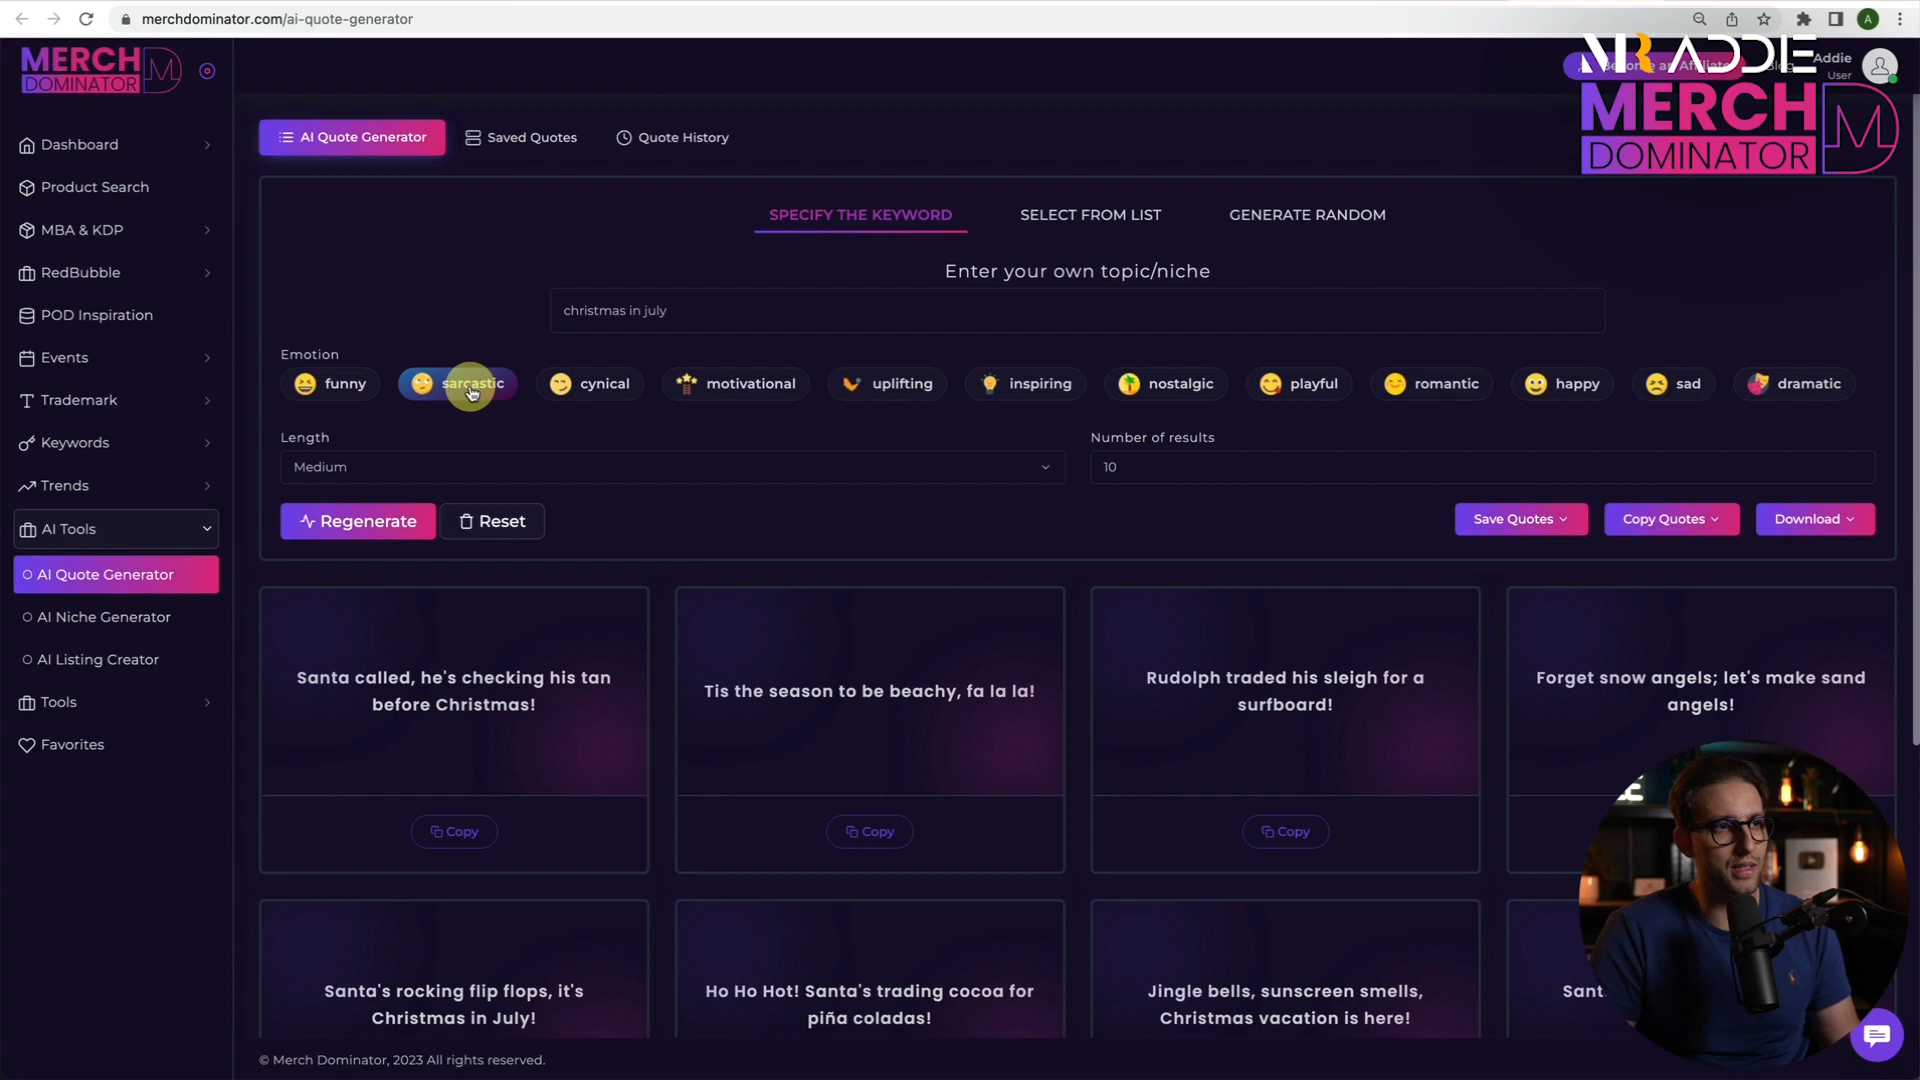 merchdominator.com/ai-quote-generator
A
MERCH
DOMINATOR
Addie
User
MR ADDIE
MERCH
DOMINATOR
Dashboard
Product Search
MBA & KDP
RedBubble
POD Inspiration
Events
Trademark
Keywords
Trends
AI Tools
AI Quote Generator
AI Niche Generator
AI Listing Creator
Tools
Favorites
AI Quote Generator
Saved Quotes
Quote History
SPECIFY THE KEYWORD
SELECT FROM LIST
GENERATE RANDOM
Enter your own topic/niche
christmas in july
Emotion
funny
sarcastic
cynical
motivational
uplifting
inspiring
nostalgic
playful
romantic
happy
sad
dramatic
Length
Number of results
Medium
10
Regenerate
Reset
Save Quotes
Copy Quotes
Download
Santa called, he's checking his tan
before Christmas!
Copy
Tis the season to be beachy, fa la la!
Copy
Rudolph traded his sleigh for a
surfboard!
Copy
Forget snow angels; let's make sand
angels!
Santa's rocking flip flops, it's
Christmas in July!
Ho Ho Hot! Santa's trading cocoa for
piña coladas!
Jingle bells, sunscreen smells,
Christmas vacation is here!
© Merch Dominator, 2023 All rights reserved.